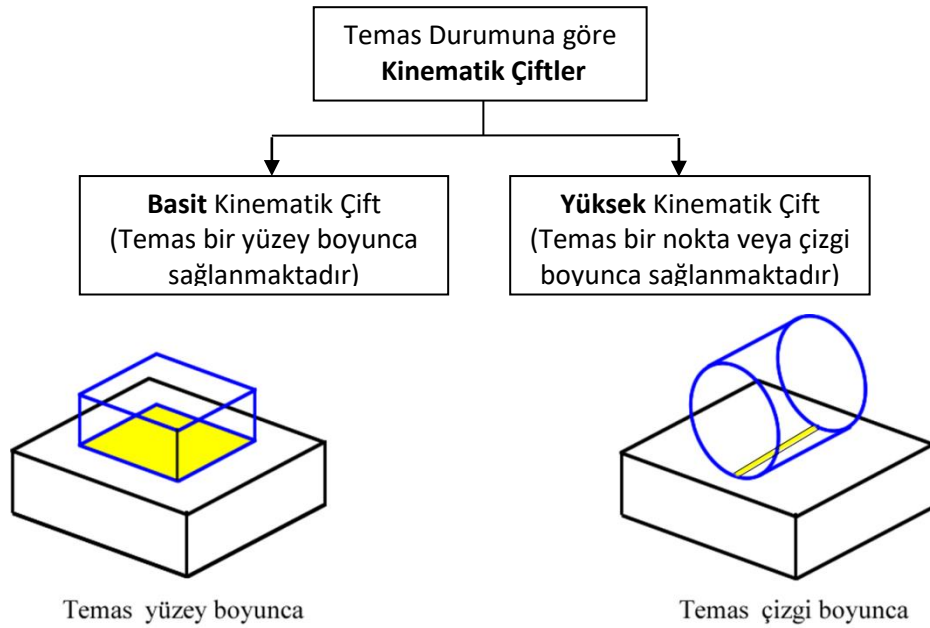 Temas Durumuna göre
Kinematik Çiftler
Basit Kinematik Çift
(Temas bir yüzey boyunca
sağlanmaktadır)
Yüksek Kinematik Çift
(Temas bir nokta veya çizgi
boyunca sağlanmaktadır)
Temas yüzey boyunca
Temas çizgi boyunca